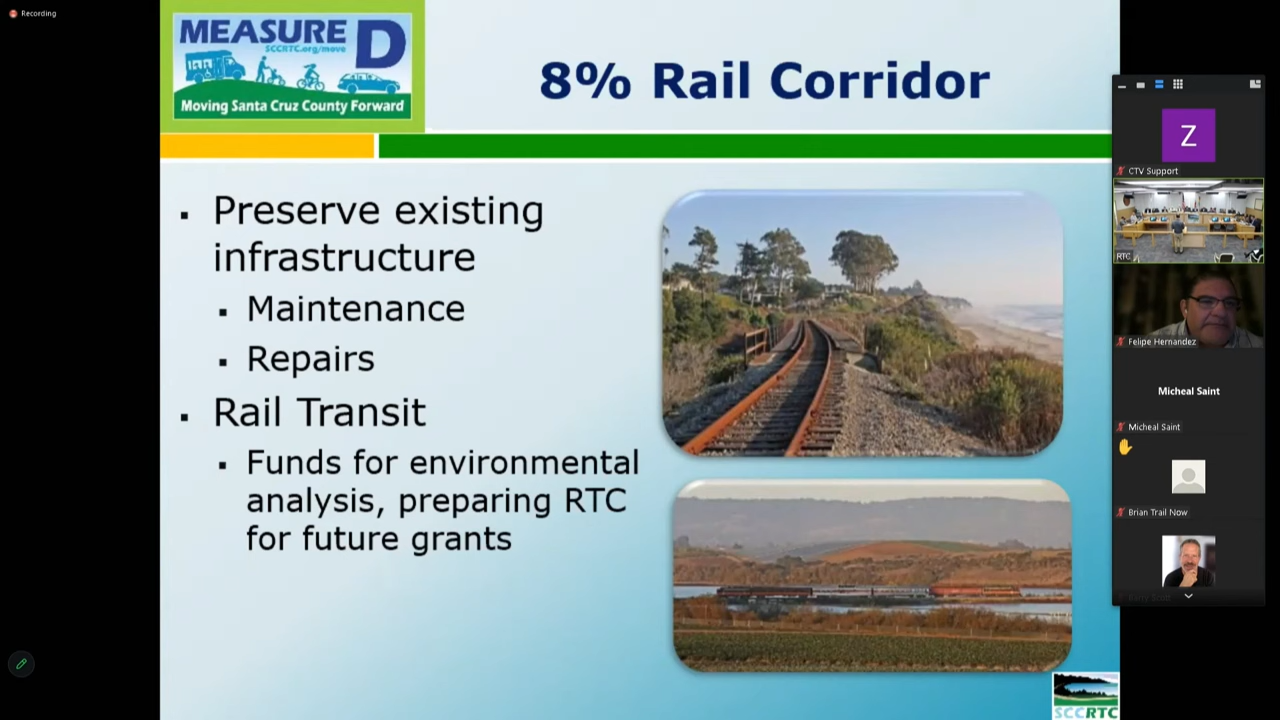 Recording
MEASURE D
SCCRTC.org/move
Moving Santa Cruz County Forward
8% Rail Corridor
Preserve existing
infrastructure
Maintenance
Repairs
Rail Transit
Funds for environmental
analysis, preparing RTC
for future grants
SCCRTC
Z
CTV Support
RTC
Felipe Hernandez
Micheal Saint
Micheal Saint
Brian Trail Now
Barry Scott